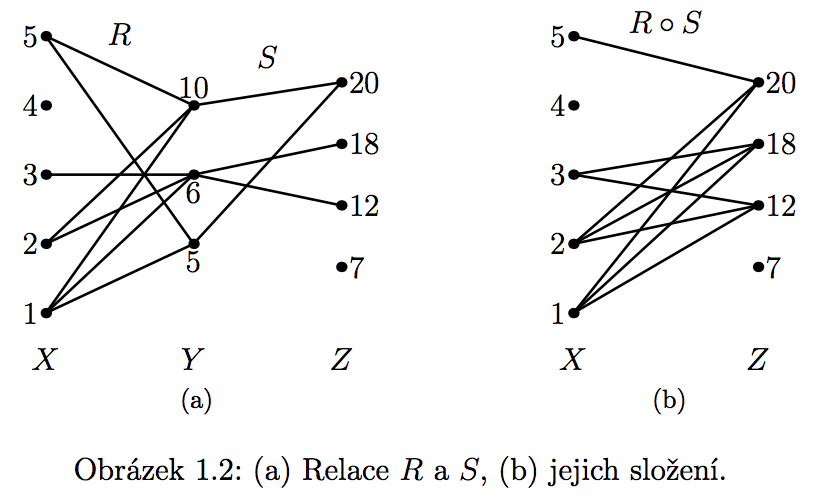 5 R 10 S 20
4 18
3 6 12
2 5 7
1
X Y Z
(a)
R ∘ S
5 20
4 18
3 12
2 7
1
X Z
(b)
Obrázek 1.2: (a) Relace R a S, (b) jejich složení.